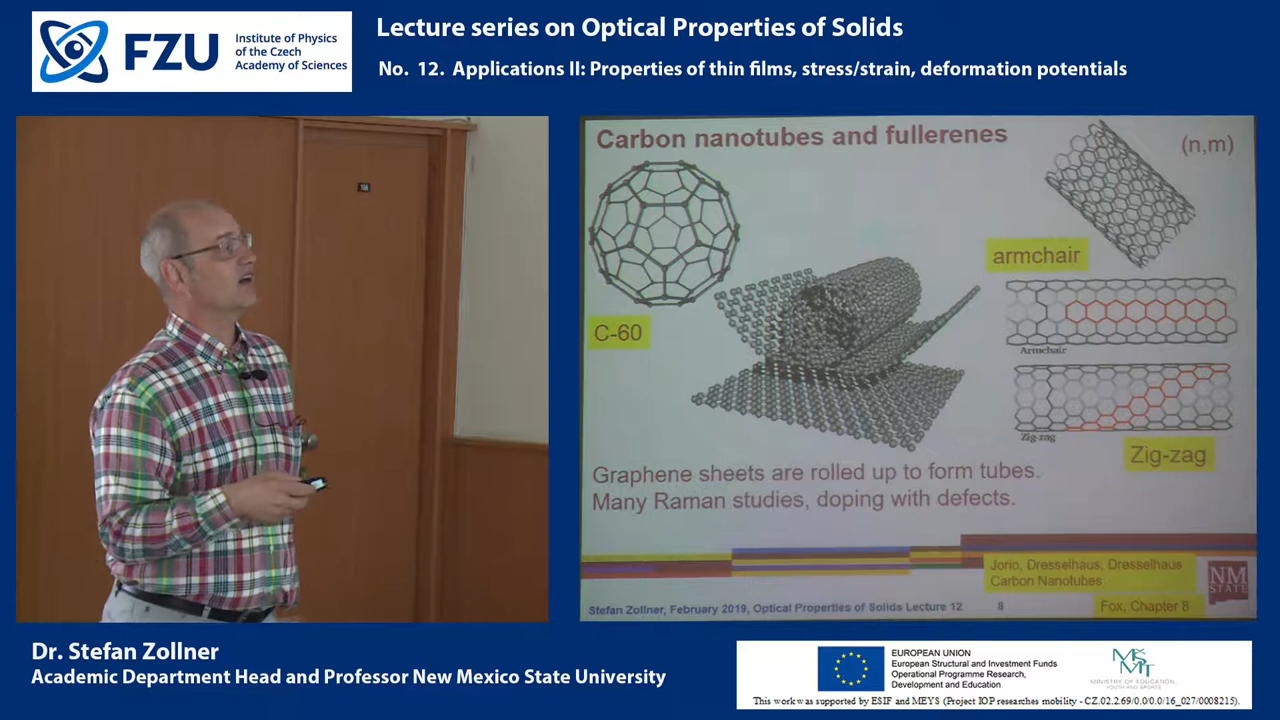 FZU
Institute of Physics
of the Czech
Academy of Sciences
Lecture series on Optical Properties of Solids
No. 12. Applications II: Properties of thin films, stress/strain, deformation potentials
Carbon nanotubes and fullerenes
(n,m)
armchair
C-60
Armchair
Zig-zag
Zig-zag
Graphene sheets are rolled up to form tubes.
Many Raman studies, doping with defects.
Jorio, Dresselhaus, Dresselhaus
Carbon Nanotubes
NM
STATE
Stefan Zollner, February 2019, Optical Properties of Solids Lecture 12
8
Fox, Chapter 8
Dr. Stefan Zollner
Academic Department Head and Professor New Mexico State University
EUROPEAN UNION
European Structural and Investment Funds
Operational Programme Research,
Development and Education
MINISTRY OF EDUCATION,
YOUTH AND SPORTS
This work was supported by ESIF and MEYS (Project IOP researches mobility - CZ.02.2.69/0.0/0.0/16_027/0008215).